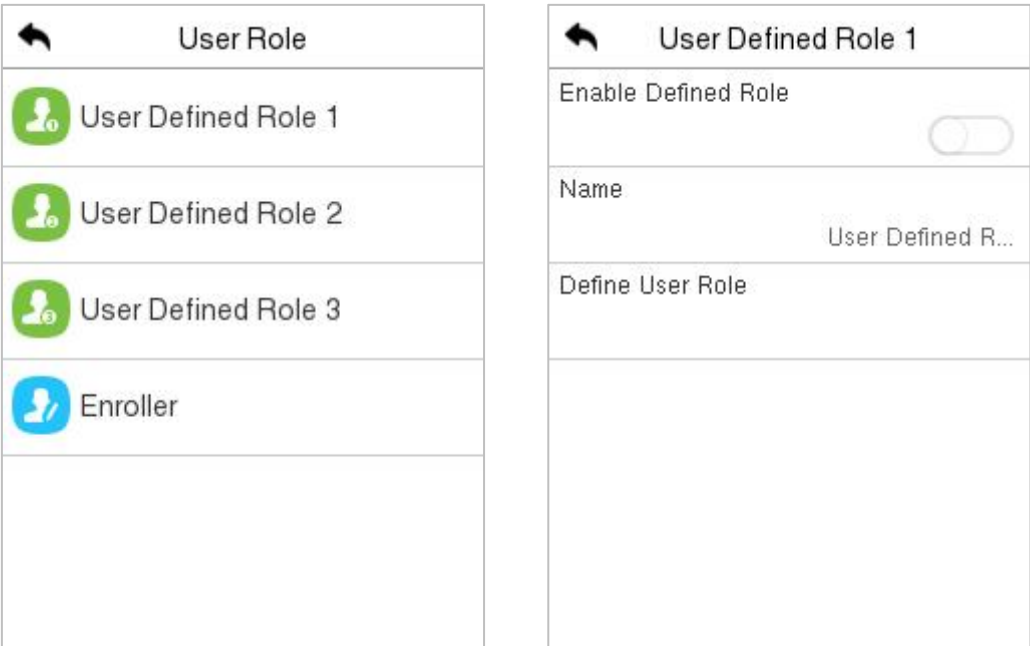 User Role
User Defined Role 1
User Defined Role 2
User Defined Role 3
Enroller
User Defined Role 1
Enable Defined Role
Name
User Defined R...
Define User Role